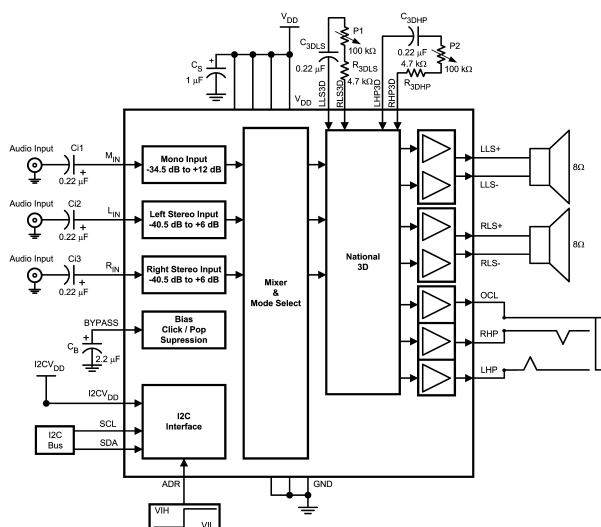 VDD
C3DLS
0.22 µF
P1
100 kΩ
R3DLS
4.7 kΩ
C3DHP
0.22 µF
4.7 kΩ
P2
100 kΩ
R3DHP
CS
+
1 µF
VDD
LLS3D
RLS3D
LHP3D
RHP3D
Audio Input
Ci1
+
0.22 µF
MIN
Mono Input
-34.5 dB to +12 dB
Audio Input
Ci2
+
0.22 µF
LIN
Left Stereo Input
-40.5 dB to +6 dB
Audio Input
Ci3
+
0.22 µF
RIN
Right Stereo Input
-40.5 dB to +6 dB
Mixer
&
Mode Select
National
3D
LLS+
LLS-
8Ω
RLS+
RLS-
8Ω
OCL
RHP
LHP
BYPASS
+
CB
2.2 µF
Bias
Click / Pop
Supression
I2CVDD
I2CVDD
SCL
SDA
I2C
Bus
I2C
Interface
ADR
GND
VIH
VIL